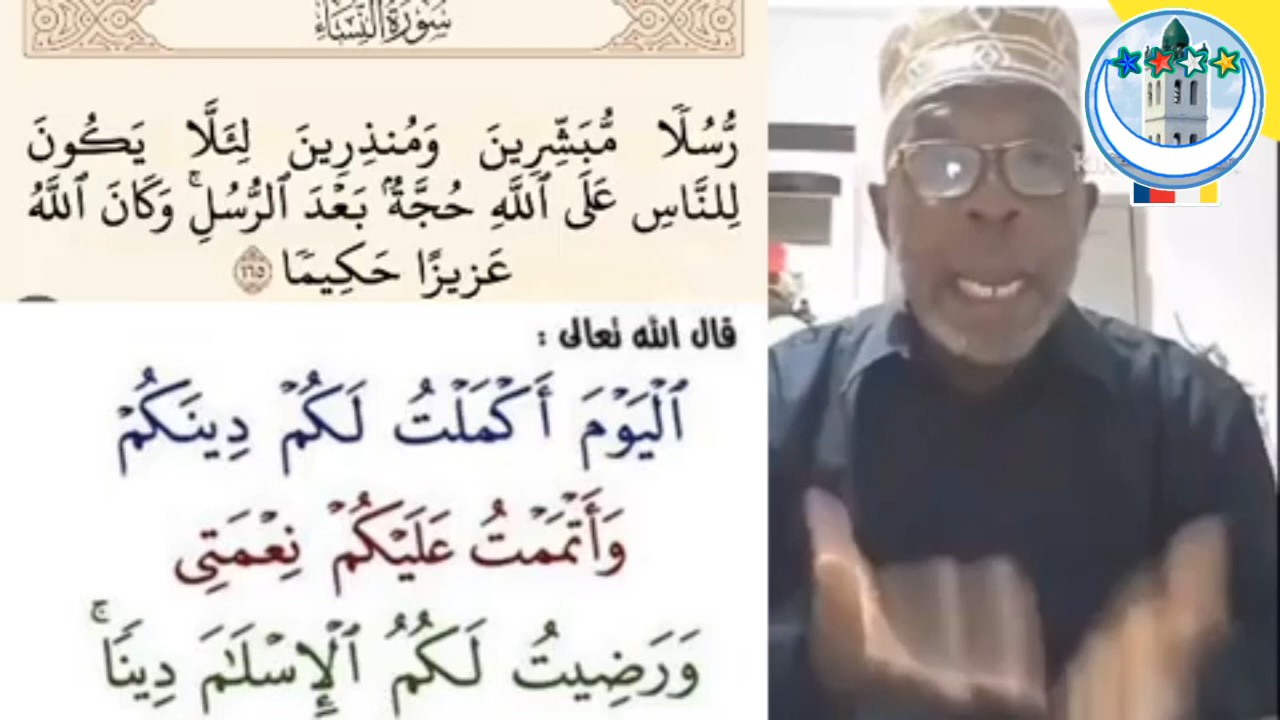 سُورَةُ النِّسَاءِ
رُّسُلًا مُّبَشِّرِينَ وَمُنذِرِينَ لِئَلَّا يَكُونَ
لِلنَّاسِ عَلَى ٱللَّهِ حُجَّةٌۢ بَعْدَ ٱلرُّسُلِۚ وَكَانَ ٱللَّهُ
عَزِيزًا حَكِيمًا ١٦٥
قال الله تعالى :
ٱلْيَوْمَ أَكْمَلْتُ لَكُمْ دِينَكُمْ
وَأَتْمَمْتُ عَلَيْكُمْ نِعْمَتِى
وَرَضِيتُ لَكُمُ ٱلْإِسْلَٰمَ دِينًاۚ